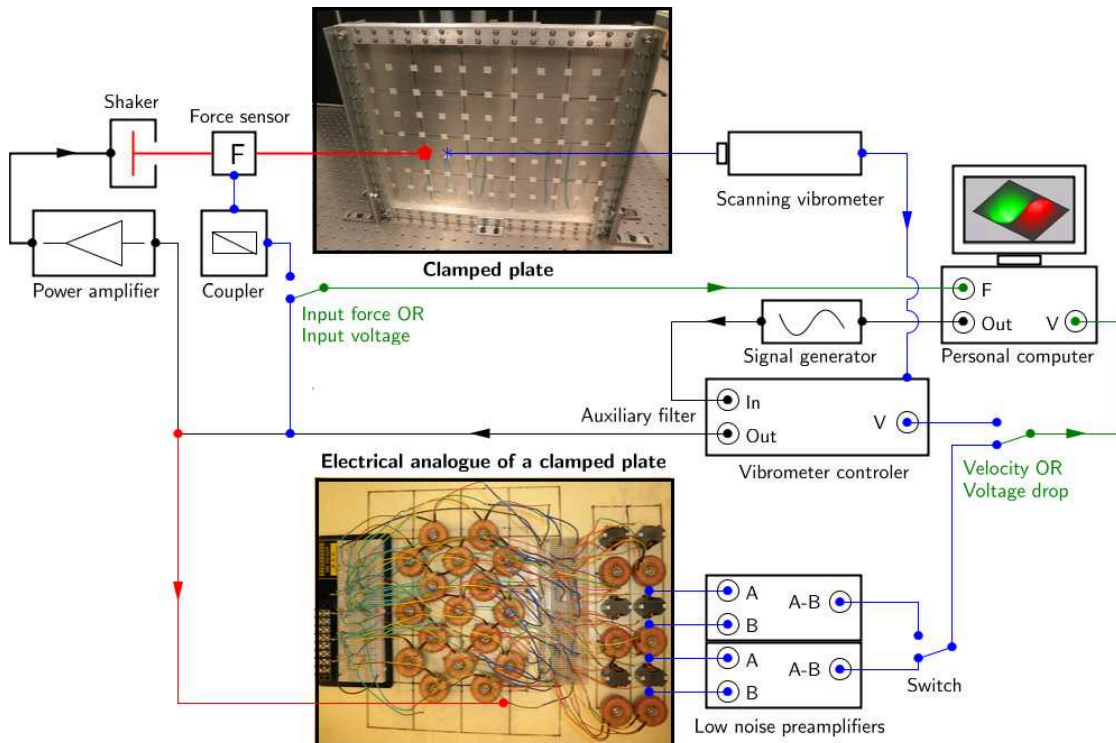 Shaker
Force sensor
F
Power amplifier
Coupler
Clamped plate
Scanning vibrometer
Input force OR
Input voltage
Signal generator
F
Out
V
Personal computer
Auxiliary filter
In
Out
V
Vibrometer controler
Velocity OR
Voltage drop
Electrical analogue of a clamped plate
A
B
A-B
A
B
A-B
Switch
Low noise preamplifiers